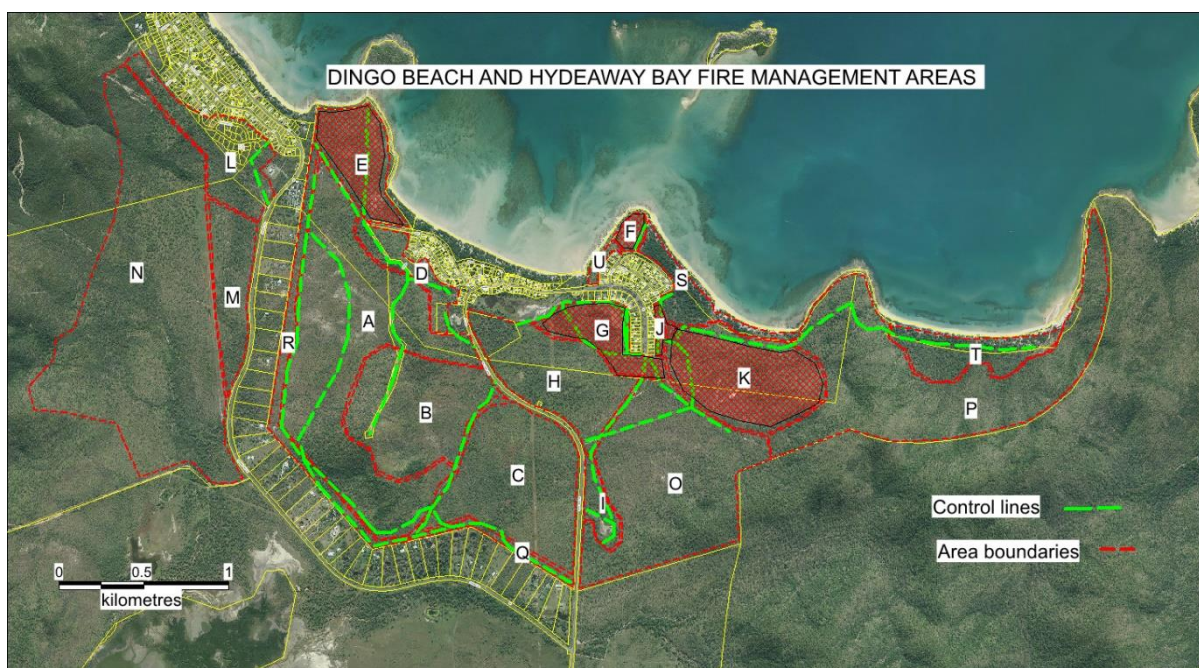 DINGO BEACH AND HYDEAWAY BAY FIRE MANAGEMENT AREAS
E
L
F
U
D
S
N
M
A
R
G
J
T
H
K
B
P
C
O
I
Q
Control lines
Area boundaries
0 0.5 1
kilometres